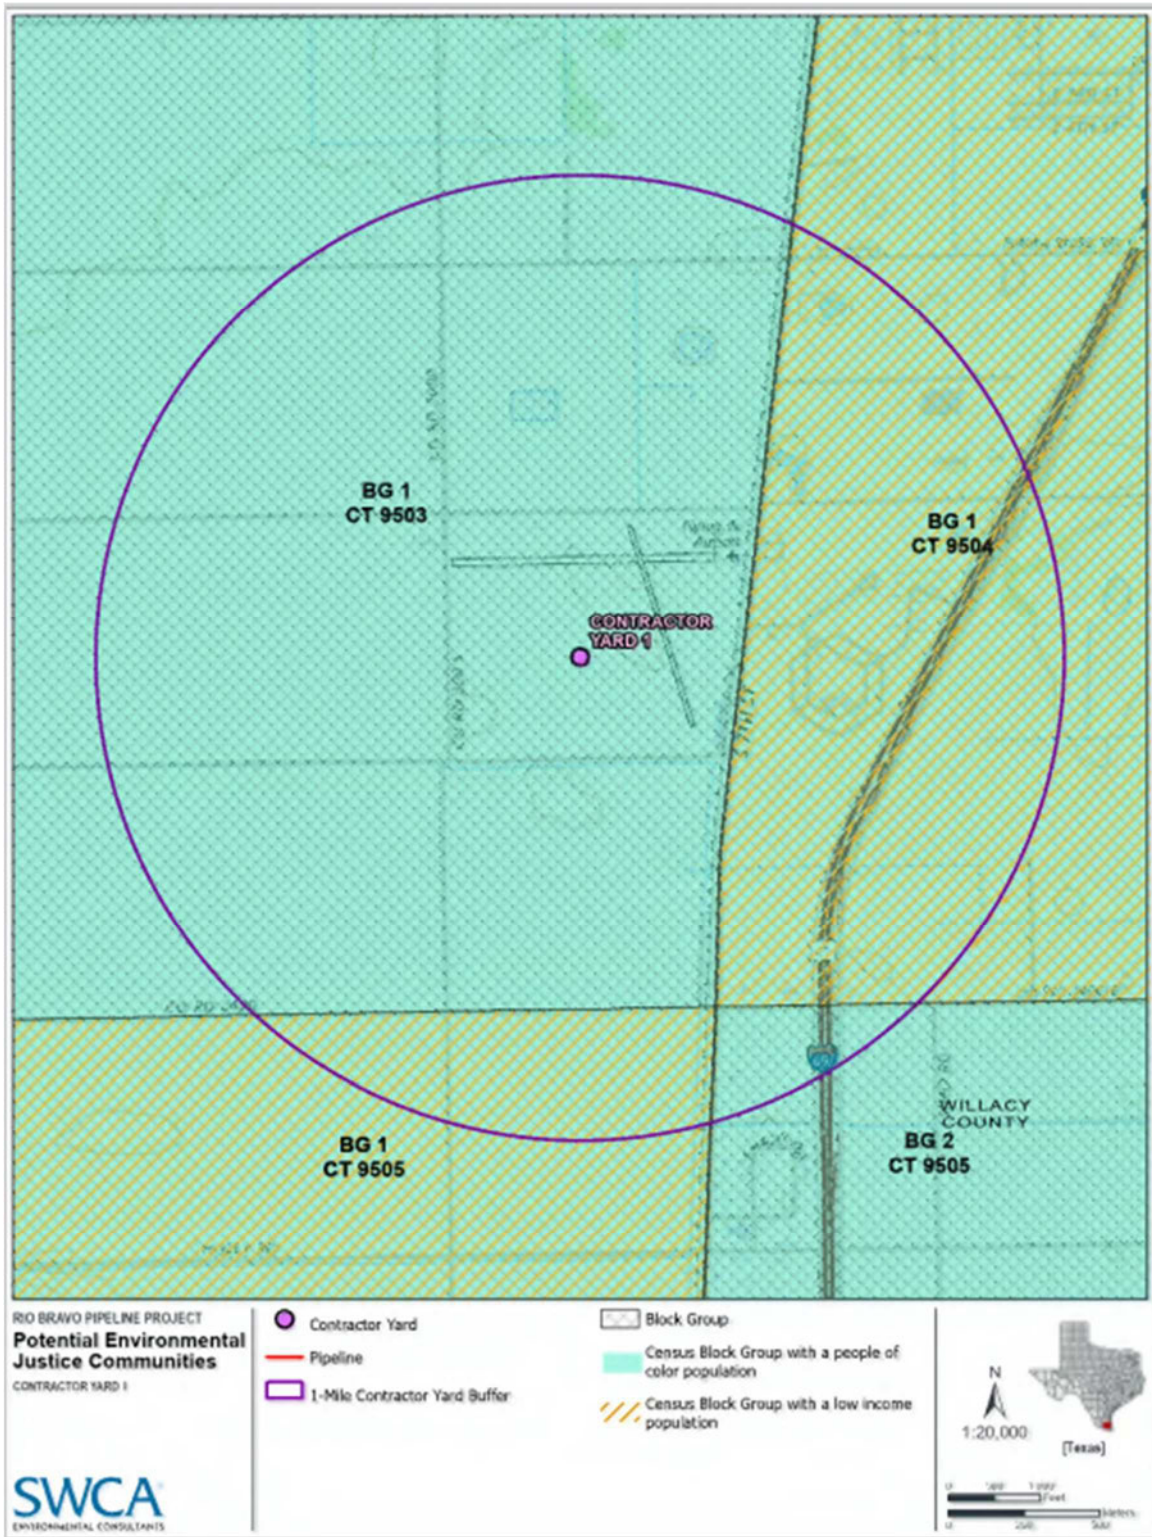 BG 1
CT 9503
BG 1
CT 9504
CONTRACTOR
YARD 1
WILLACY
COUNTY
BG 1
CT 9505
BG 2
CT 9505
RIO BRAVO PIPELINE PROJECT
Potential Environmental
Justice Communities
CONTRACTOR YARD 1
SWCA
ENVIRONMENTAL CONSULTANTS
Contractor Yard
Pipeline
1-Mile Contractor Yard Buffer
Block Group
Census Block Group with a people of
color population
Census Block Group with a low income
population
N
1:20,000
[Texas]
Feet
Meters